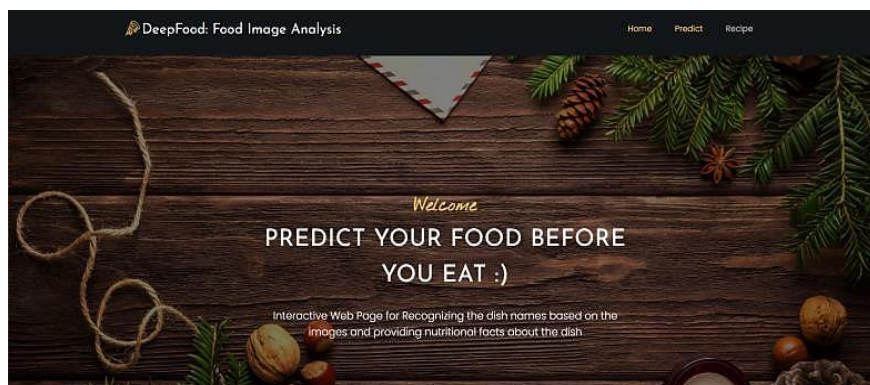 DeepFood: Food Image Analysis
Home Predict Recipe
Welcome
PREDICT YOUR FOOD BEFORE
YOU EAT :)
Interactive Web Page for Recognizing the dish names based on the
images and providing nutritional facts about the dish